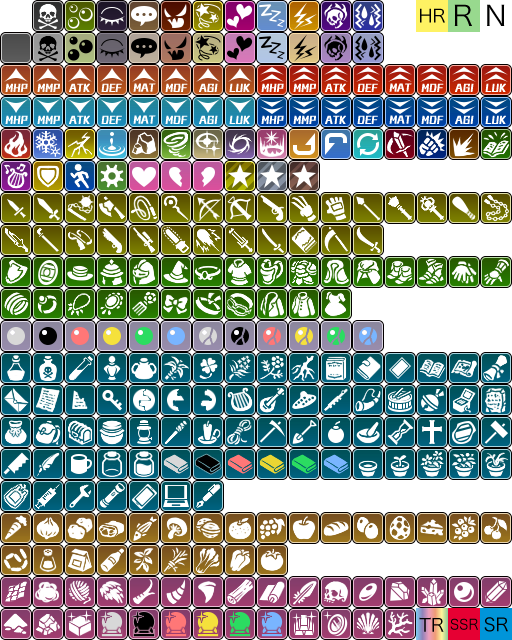 HR R N
MHP MMP ATK DEF MAT MDF AGI LUK MHP MMP ATK DEF MAT MDF AGI LUK
MHP MMP ATK DEF MAT MDF AGI LUK MHP MMP ATK DEF MAT MDF AGI LUK
TR SSR SR